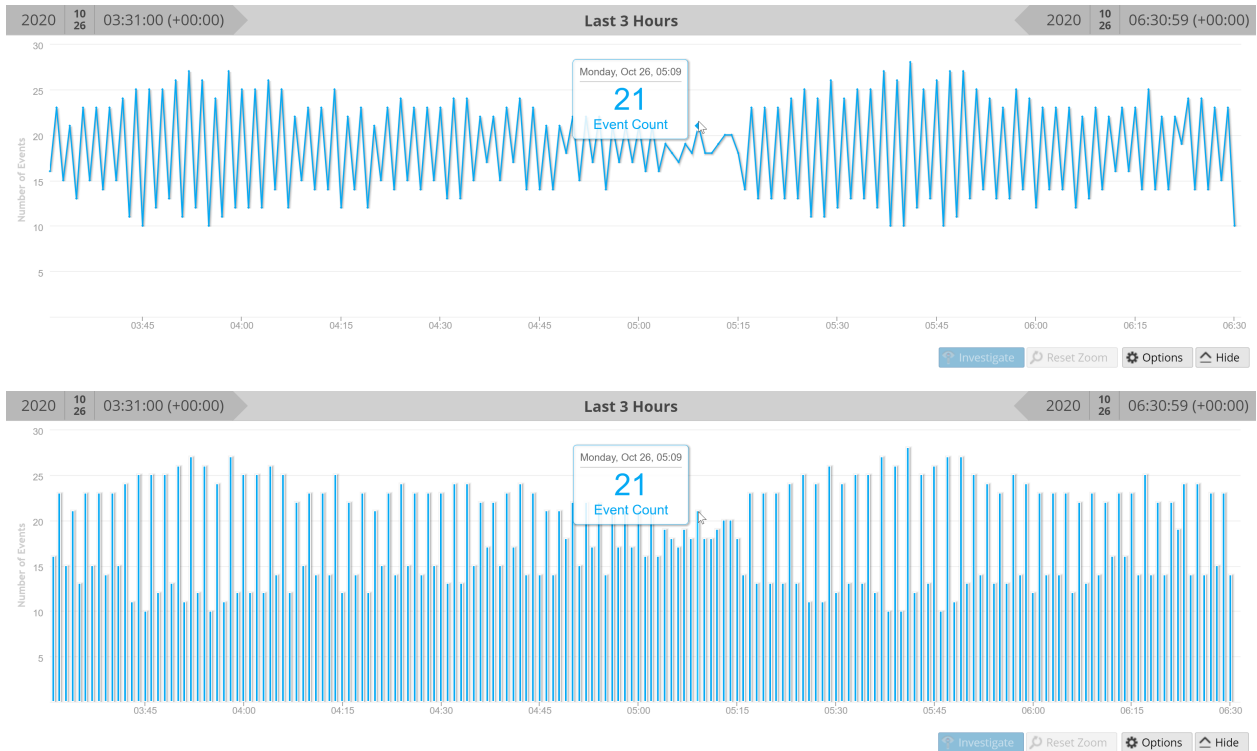 2020 10 26 03:31:00 (+00:00) Last 3 Hours 2020 10 26 06:30:59 (+00:00)
30
25
20
15
10
5
Number of Events
Monday, Oct 26, 05:09
21
Event Count
03:45 04:00 04:15 04:30 04:45 05:00 05:15 05:30 05:45 06:00 06:15 06:30
Investigate Reset Zoom Options Hide
2020 10 26 03:31:00 (+00:00) Last 3 Hours 2020 10 26 06:30:59 (+00:00)
30
25
20
15
10
5
Number of Events
Monday, Oct 26, 05:09
21
Event Count
03:45 04:00 04:15 04:30 04:45 05:00 05:15 05:30 05:45 06:00 06:15 06:30
Investigate Reset Zoom Options Hide